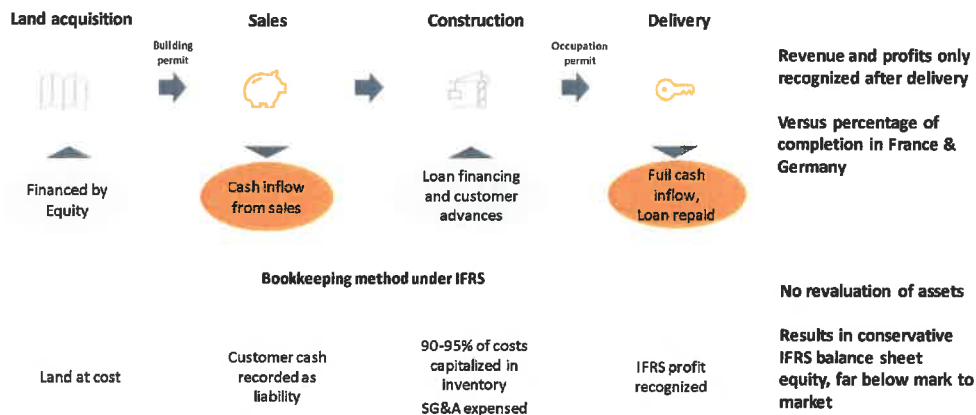 Land acquisition
Sales
Construction
Delivery
Building
permit
Occupation
permit
Revenue and profits only
recognized after delivery
Versus percentage of
completion in France &
Germany
Financed by
Equity
Cash inflow
from sales
Loan financing
and customer
advances
Full cash
inflow,
Loan repaid
Bookkeeping method under IFRS
No revaluation of assets
Results in conservative
IFRS balance sheet
equity, far below mark to
market
Land at cost
Customer cash
recorded as
liability
90-95% of costs
capitalized in
inventory
SG&A expensed
IFRS profit
recognized